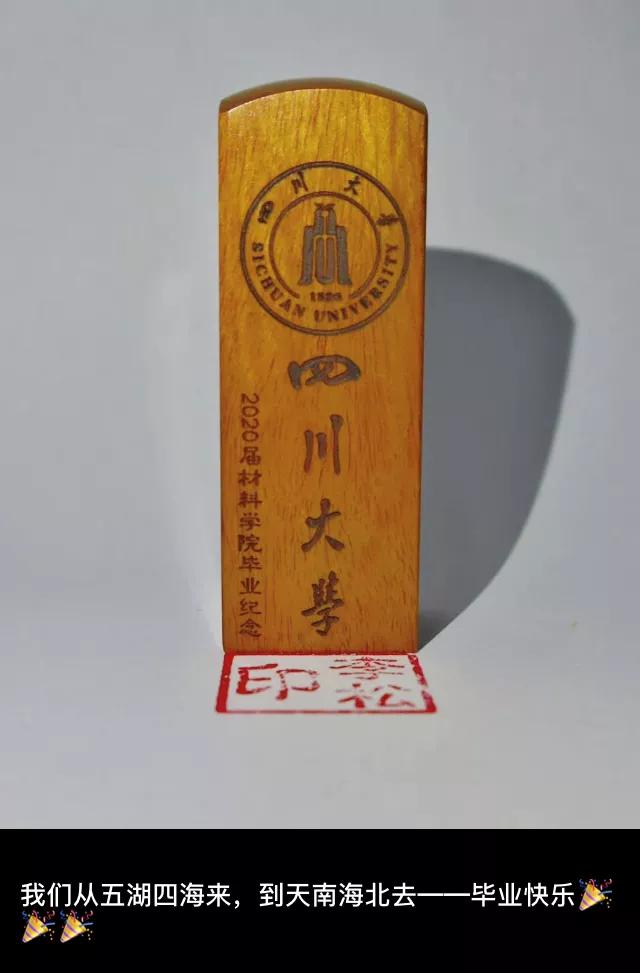 四川大学
1896
SICHUAN UNIVERSITY
四川大学
2020届材料学院毕业纪念
李松
印
我们从五湖四海来，到天南海北去——毕业快乐🎉
🎉🎉